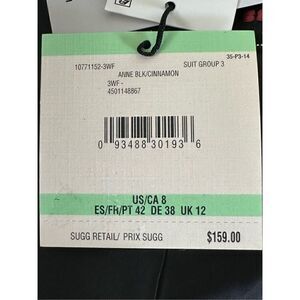 35-P3-14
10771152-3WF SUIT GROUP 3
ANNE BLK/CINNAMON
3WF -
4501148867
0 93488 30193 6
US/CA 8
ES/FR/PT 42 DE 38 UK 12
SUGG RETAIL/ PRIX SUGG $159.00